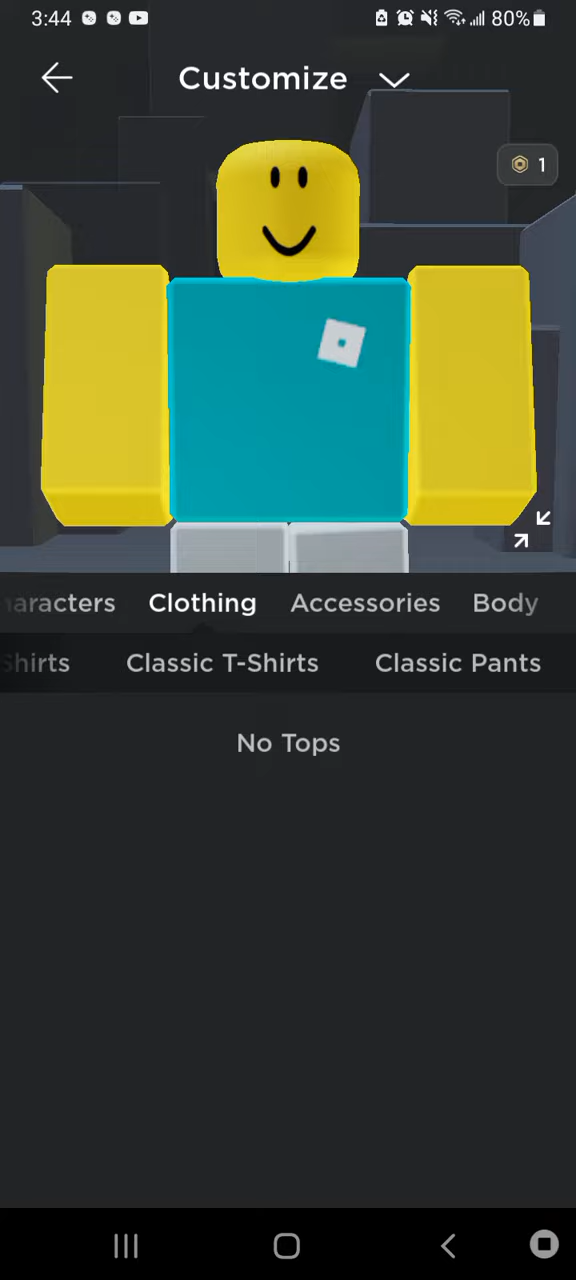 3:44 80%
Customize
1
aracters Clothing Accessories Body
Shirts Classic T-Shirts Classic Pants
No Tops